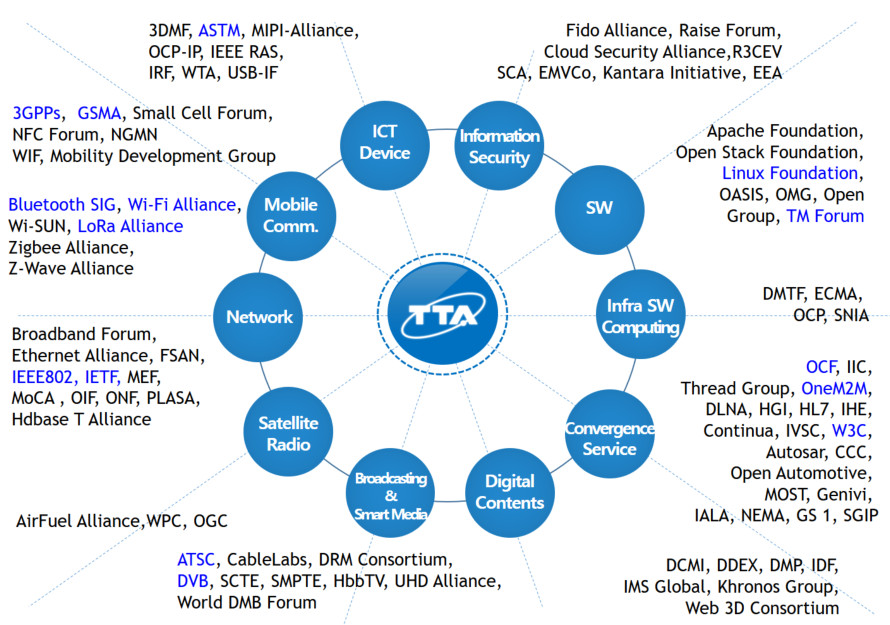 3DMF, ASTM, MIPI-Alliance,
OCP-IP, IEEE RAS,
IRF, WTA, USB-IF
Fido Alliance, Raise Forum,
Cloud Security Alliance,R3CEV
SCA, EMVCo, Kantara Initiative, EEA
3GPPs, GSMA, Small Cell Forum,
NFC Forum, NGMN
WIF, Mobility Development Group
ICT
Device
Information
Security
Apache Foundation,
Open Stack Foundation,
Linux Foundation,
OASIS, OMG, Open
Group, TM Forum
Bluetooth SIG, Wi-Fi Alliance,
Wi-SUN, LoRa Alliance
Zigbee Alliance,
Z-Wave Alliance
Mobile
Comm.
SW
TTA
Network
Infra SW
Computing
DMTF, ECMA,
OCP, SNIA
Broadband Forum,
Ethernet Alliance, FSAN,
IEEE802, IETF, MEF,
MoCA , OIF, ONF, PLASA,
Hdbase T Alliance
Satellite
Radio
Convergence
Service
OCF, IIC,
Thread Group, OneM2M,
DLNA, HGI, HL7, IHE,
Continua, IVSC, W3C,
Autosar, CCC,
Open Automotive,
MOST, Genivi,
IALA, NEMA, GS 1, SGIP
Broadcasting
&
Smart Media
Digital
Contents
AirFuel Alliance,WPC, OGC
ATSC, CableLabs, DRM Consortium,
DVB, SCTE, SMPTE, HbbTV, UHD Alliance,
World DMB Forum
DCMI, DDEX, DMP, IDF,
IMS Global, Khronos Group,
Web 3D Consortium